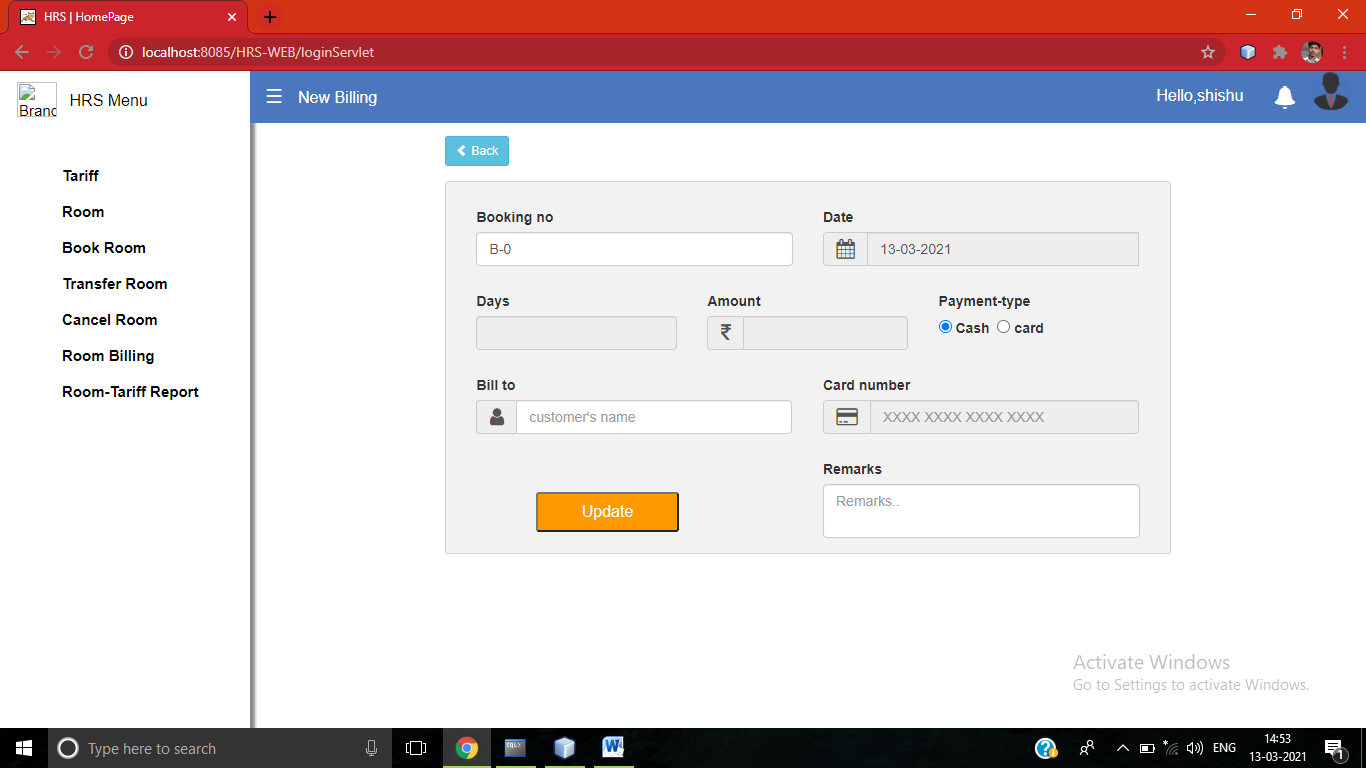 HRS | HomePage
localhost:8085/HRS-WEB/loginServlet
Branc
HRS Menu
New Billing
Hello,shishu
Back
Tariff
Room
Book Room
Transfer Room
Cancel Room
Room Billing
Room-Tariff Report
Booking no
Date
B-0
13-03-2021
Days
Amount
Payment-type
₹
Cash
card
Bill to
Card number
customer's name
XXXX XXXX XXXX XXXX
Remarks
Remarks..
Update
Activate Windows
Go to Settings to activate Windows.
Type here to search
SQL>
W
ENG
14:53
13-03-2021
1